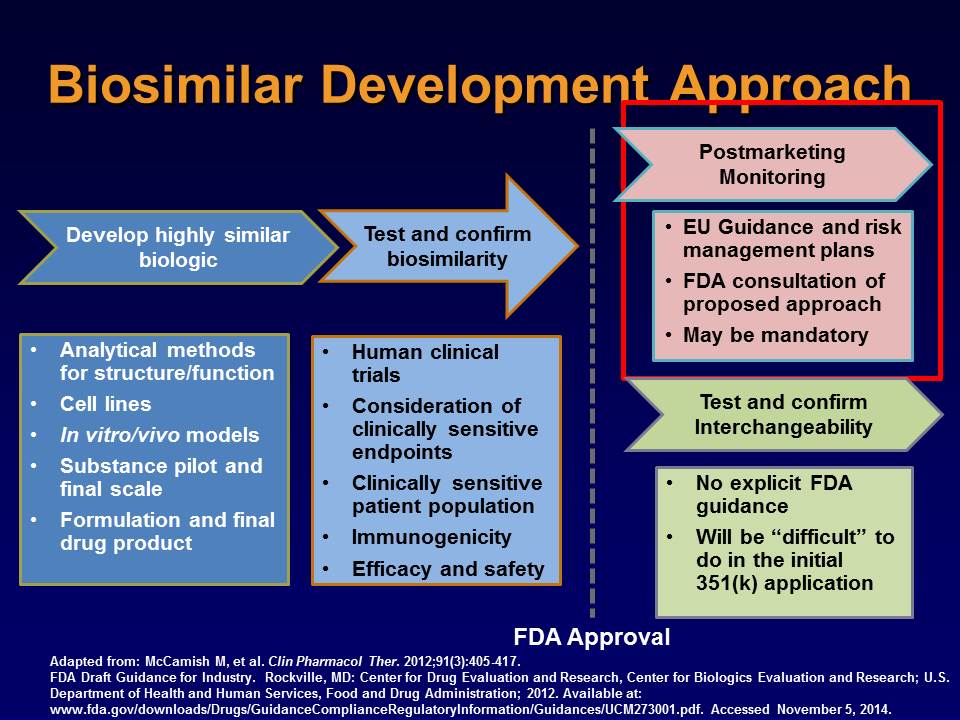 Biosimilar Development Approach
Develop highly similar
biologic
• Analytical methods
for structure/function
• Cell lines
• In vitro/vivo models
• Substance pilot and
final scale
• Formulation and final
drug product
Test and confirm
biosimilarity
• Human clinical
trials
• Consideration of
clinically sensitive
endpoints
• Clinically sensitive
patient population
• Immunogenicity
• Efficacy and safety
Postmarketing
Monitoring
• EU Guidance and risk
management plans
• FDA consultation of
proposed approach
• May be mandatory
Test and confirm
Interchangeability
• No explicit FDA
guidance
• Will be “difficult” to
do in the initial
351(k) application
FDA Approval
Adapted from: McCamish M, et al. Clin Pharmacol Ther. 2012;91(3):405-417.
FDA Draft Guidance for Industry. Rockville, MD: Center for Drug Evaluation and Research, Center for Biologics Evaluation and Research; U.S.
Department of Health and Human Services, Food and Drug Administration; 2012. Available at:
www.fda.gov/downloads/Drugs/GuidanceComplianceRegulatoryInformation/Guidances/UCM273001.pdf. Accessed November 5, 2014.